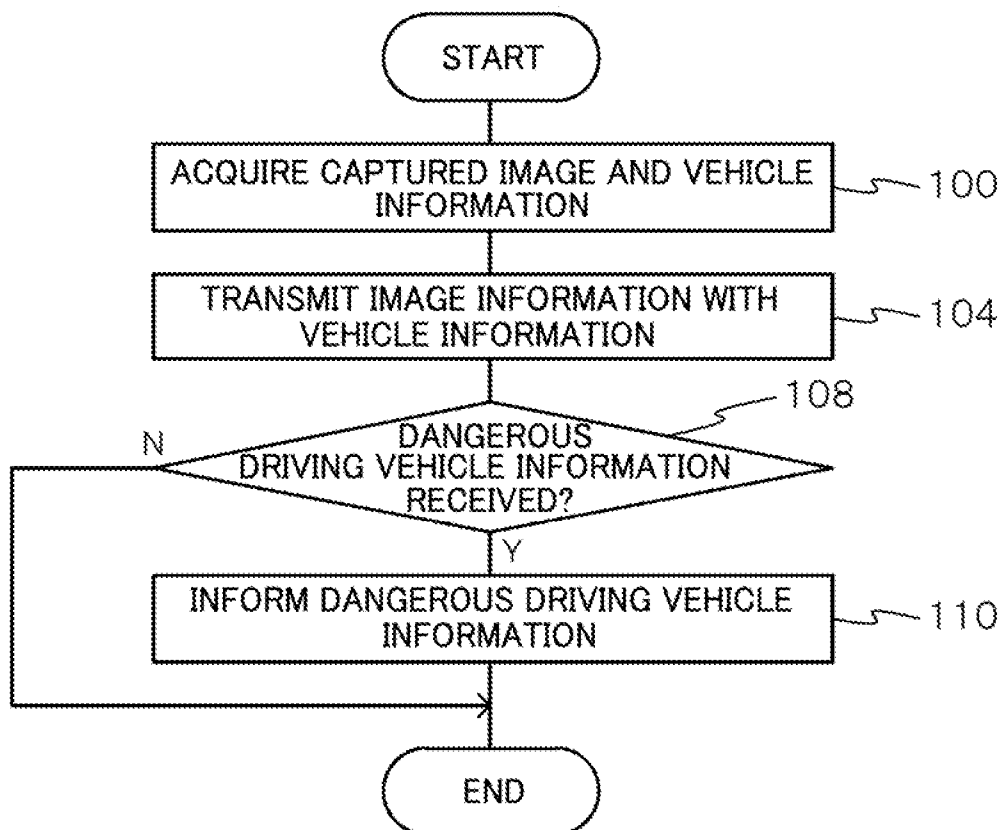 START
ACQUIRE CAPTURED IMAGE AND VEHICLE
INFORMATION
100
TRANSMIT IMAGE INFORMATION WITH
VEHICLE INFORMATION
104
108
N
DANGEROUS
DRIVING VEHICLE INFORMATION
RECEIVED?
Y
INFORM DANGEROUS DRIVING VEHICLE
INFORMATION
110
END